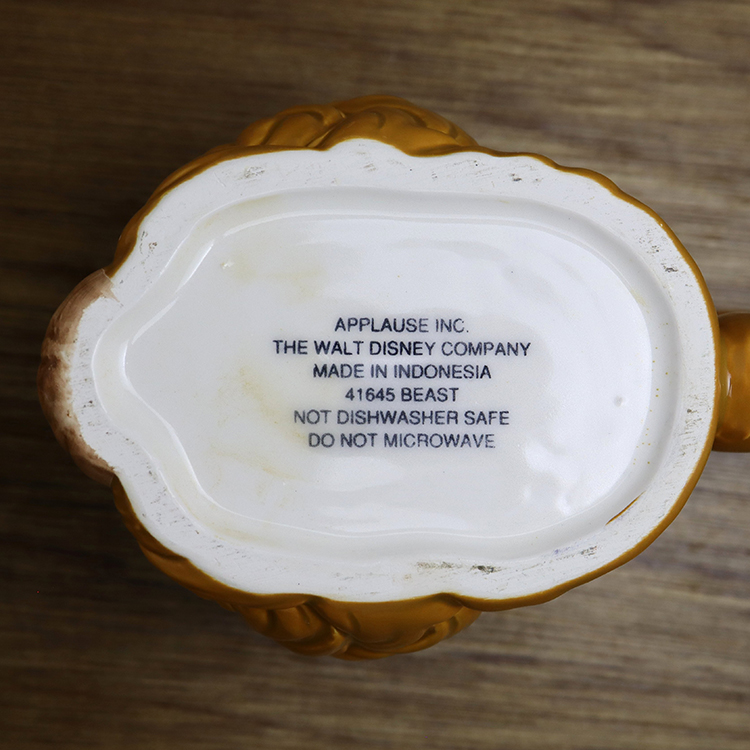 APPLAUSE INC.
THE WALT DISNEY COMPANY
MADE IN INDONESIA
41645 BEAST
NOT DISHWASHER SAFE
DO NOT MICROWAVE